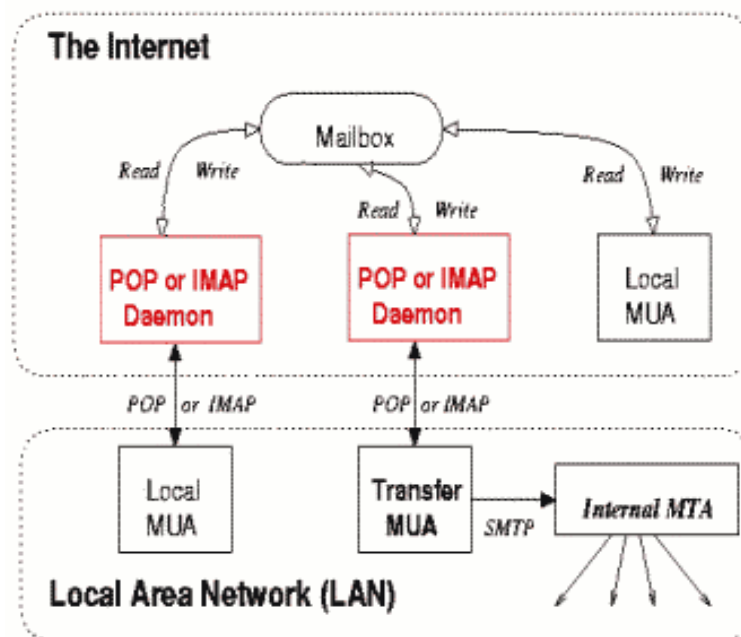 The Internet
Mailbox
Read Write
Read Write
Read Write
POP or IMAP
Daemon
POP or IMAP
Daemon
Local
MUA
POP or IMAP
POP or IMAP
Local
MUA
Transfer
MUA
SMTP
Internal MTA
Local Area Network (LAN)